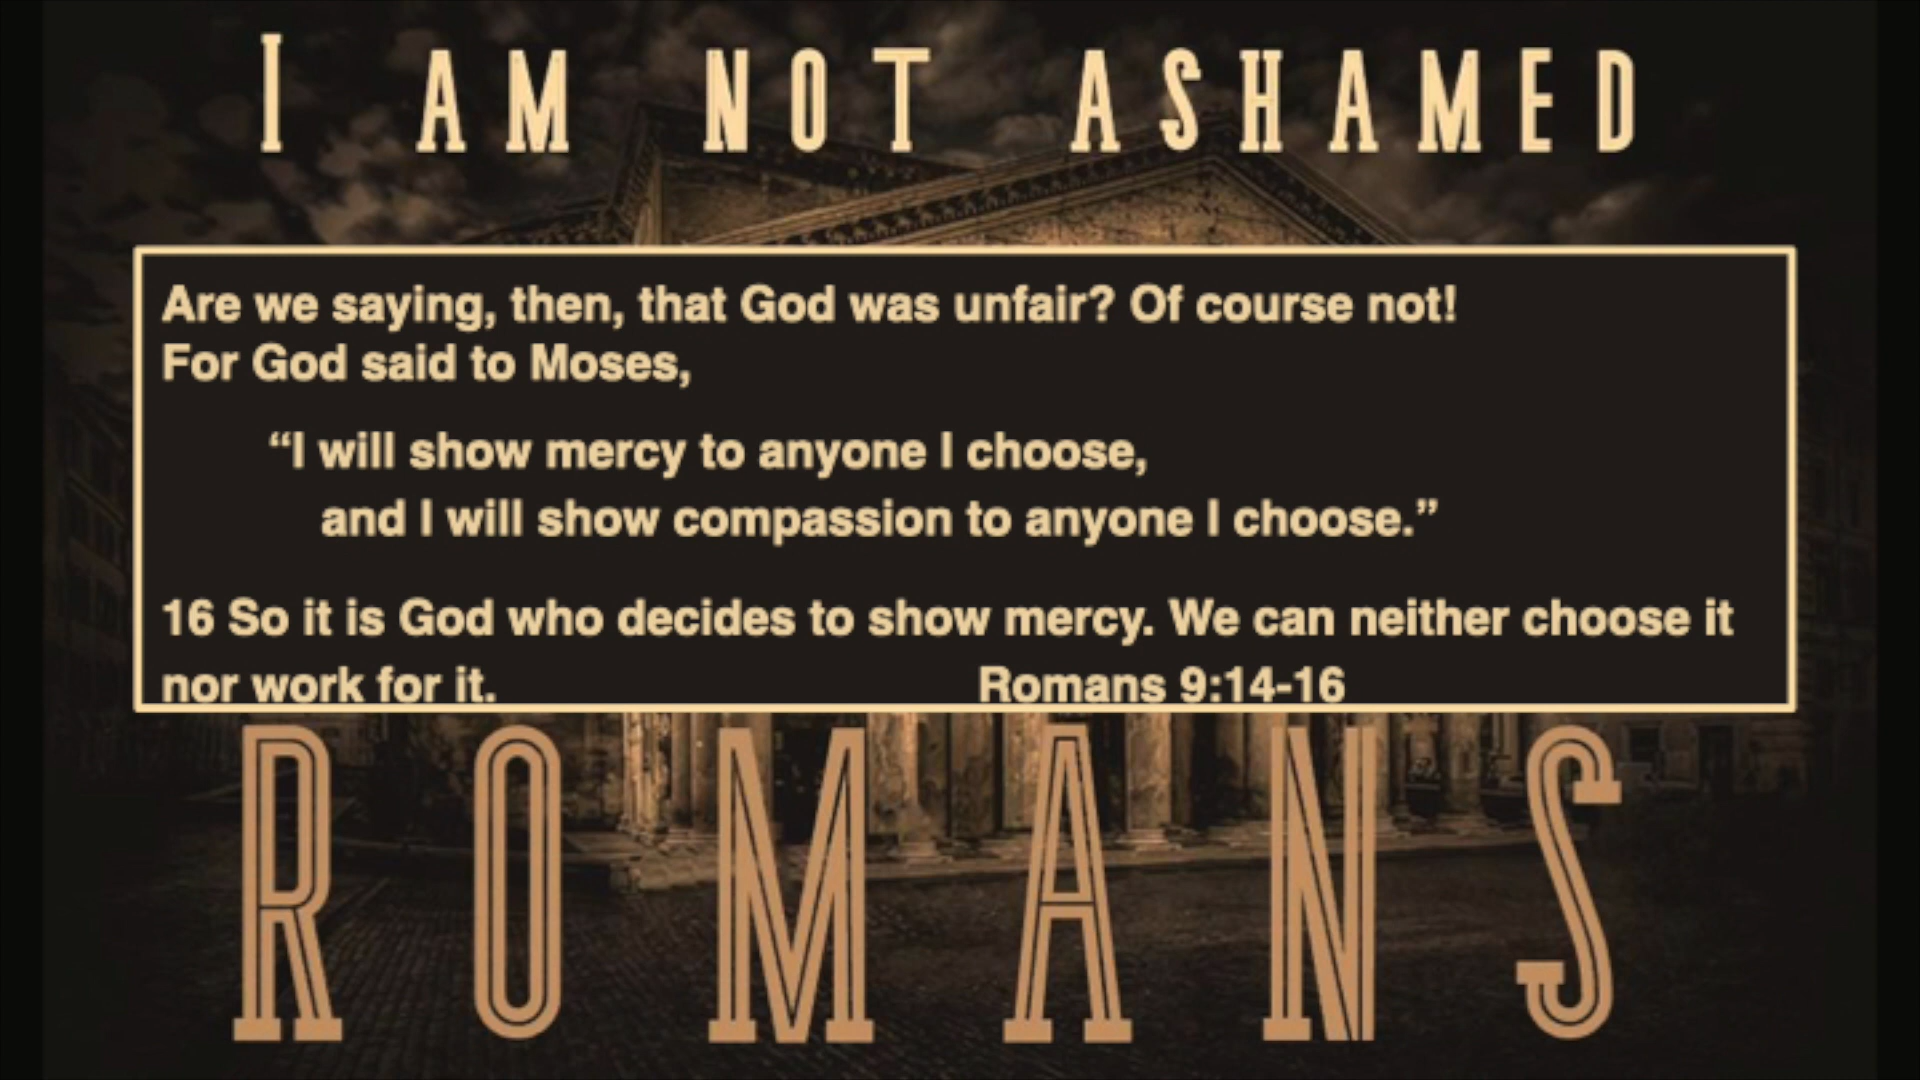 I AM NOT ASHAMED
Are we saying, then, that God was unfair? Of course not!
For God said to Moses,
“I will show mercy to anyone I choose,
and I will show compassion to anyone I choose.”
16 So it is God who decides to show mercy. We can neither choose it
nor work for it. Romans 9:14-16
ROMANS